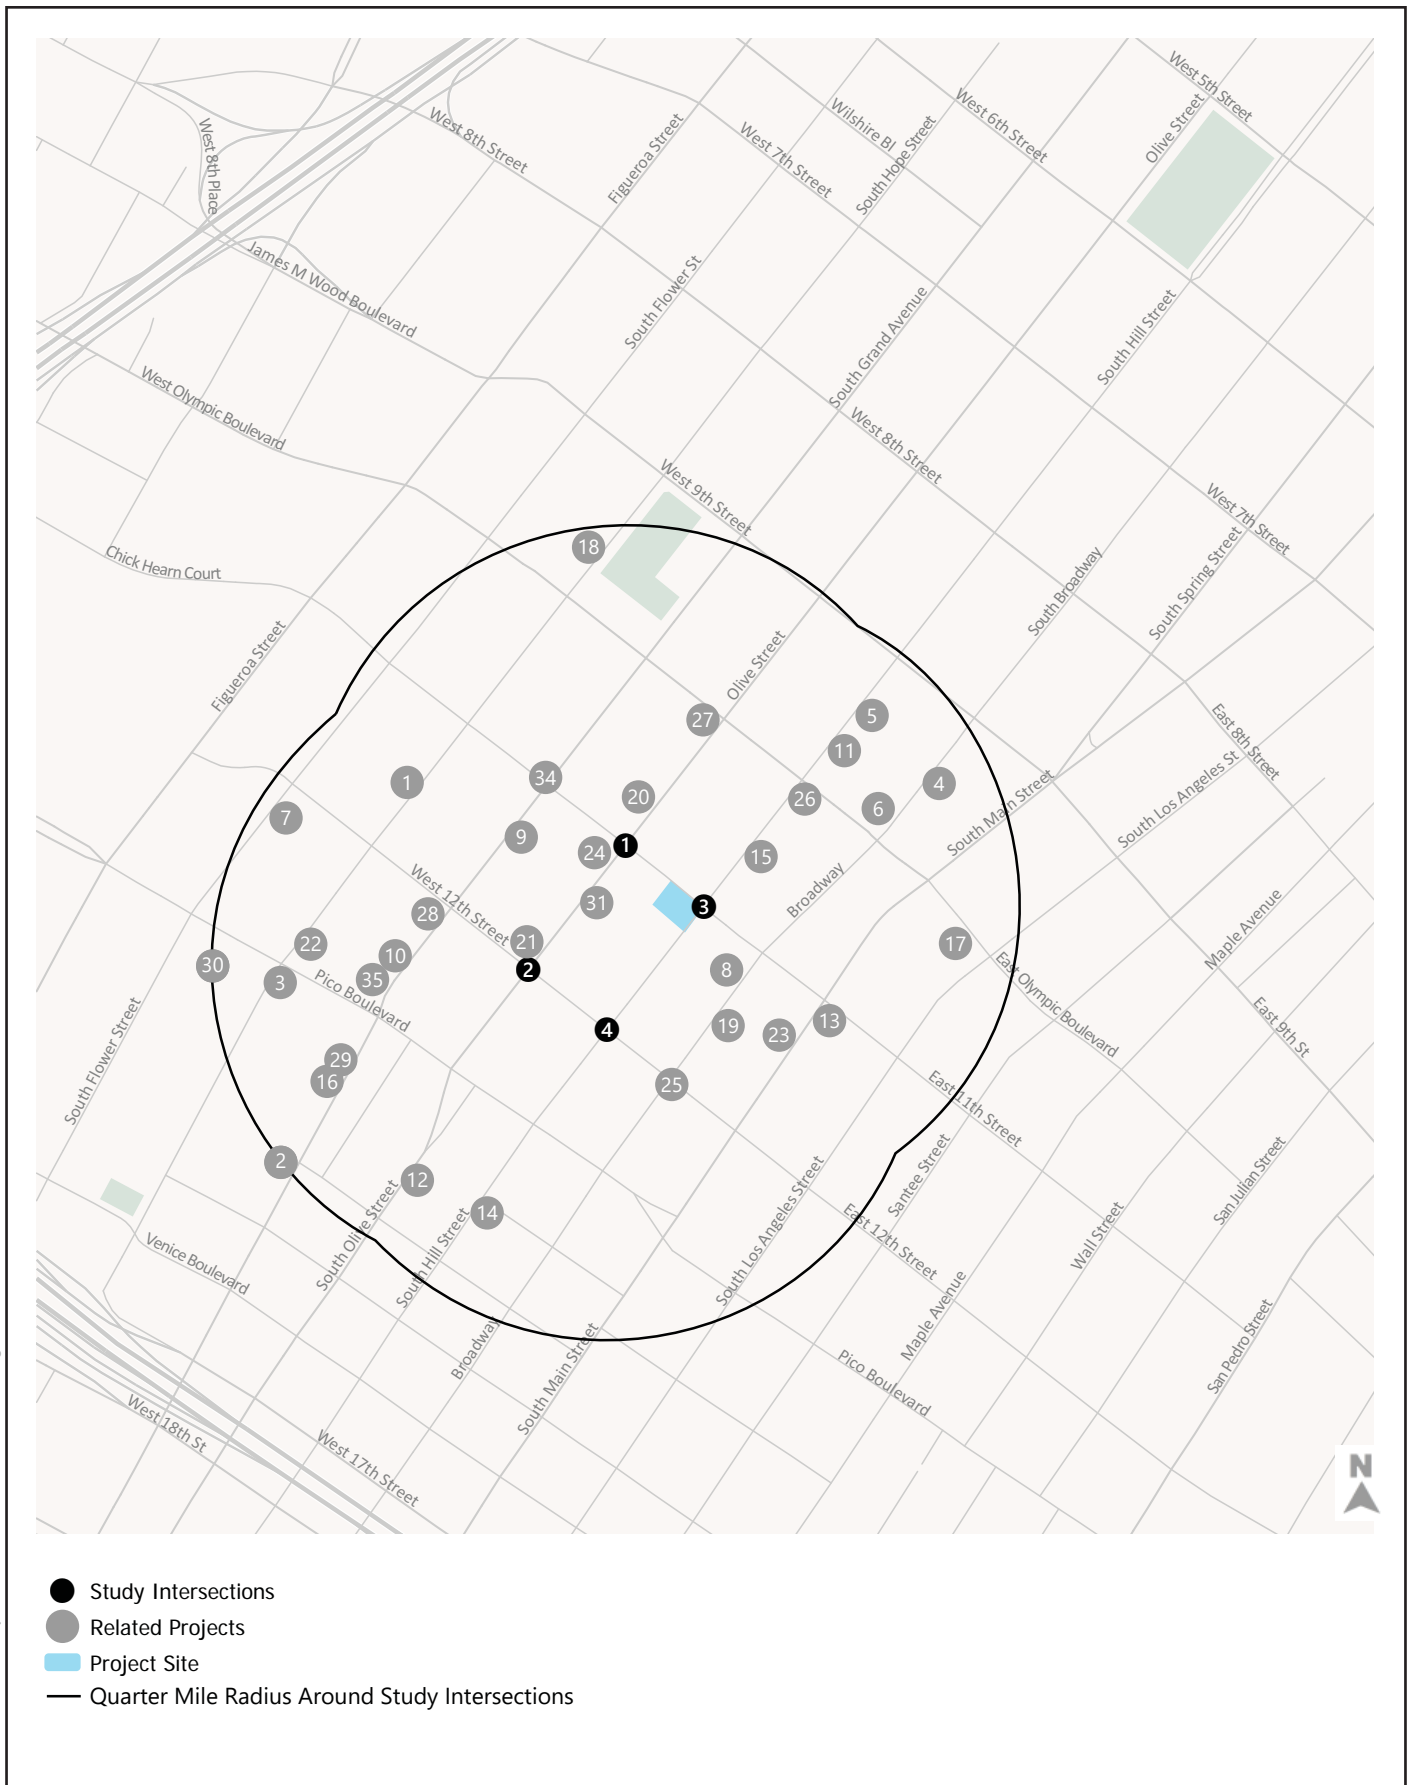 West 5th Street
West 8th Place
West 8th Street
Figueroa Street
West 7th Street
Wilshire Bl
South Hope Street
West 6th Street
Olive Street
James M Wood Boulevard
South Flower St
South Grand Avenue
South Hill Street
West Olympic Boulevard
West 8th Street
West 9th Street
West 7th Street
Chick Hearn Court
18
South Broadway
South Spring Street
Figueroa Street
Olive Street
27
5
East 8th Street
11
1
34
20
26
4
6
South Main Street
South Los Angeles St
7
9
24
1
15
West 12th Street
31
3
Broadway
Maple Avenue
28
22
21
17
30
10
2
8
East Olympic Boulevard
3
35
Pico Boulevard
South Flower Street
4
19
23
13
East 9th St
29
16
25
East 11th Street
2
12
14
South Olive Street
South Hill Street
South Los Angeles Street
Santee Street
East 12th Street
Wall Street
San Julian Street
Venice Boulevard
Broadway
South Main Street
Maple Avenue
San Pedro Street
Pico Boulevard
West 18th St
West 17th Street
N
Study Intersections
Related Projects
Project Site
Quarter Mile Radius Around Study Intersections